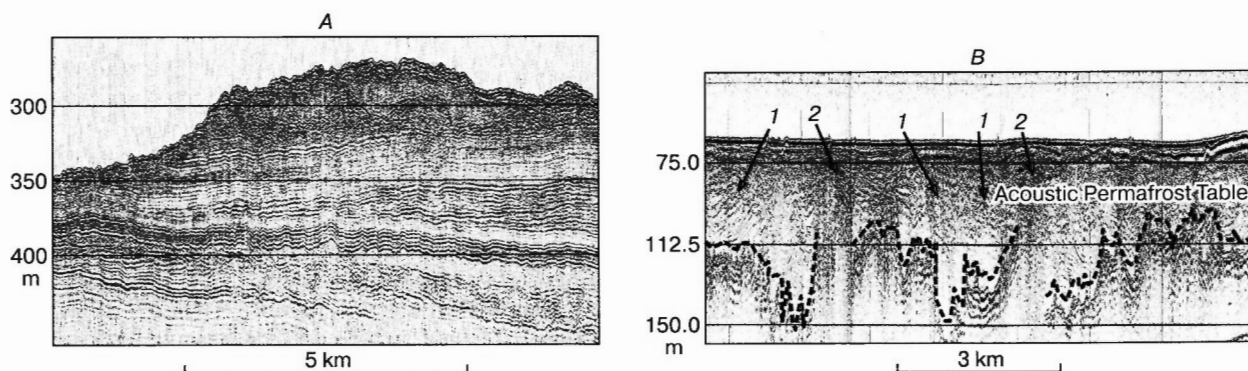 A
300
350
400
m
5 km
B
1 2 1 1 2
75.0
Acoustic Permafrost Table
112.5
150.0
m
3 km